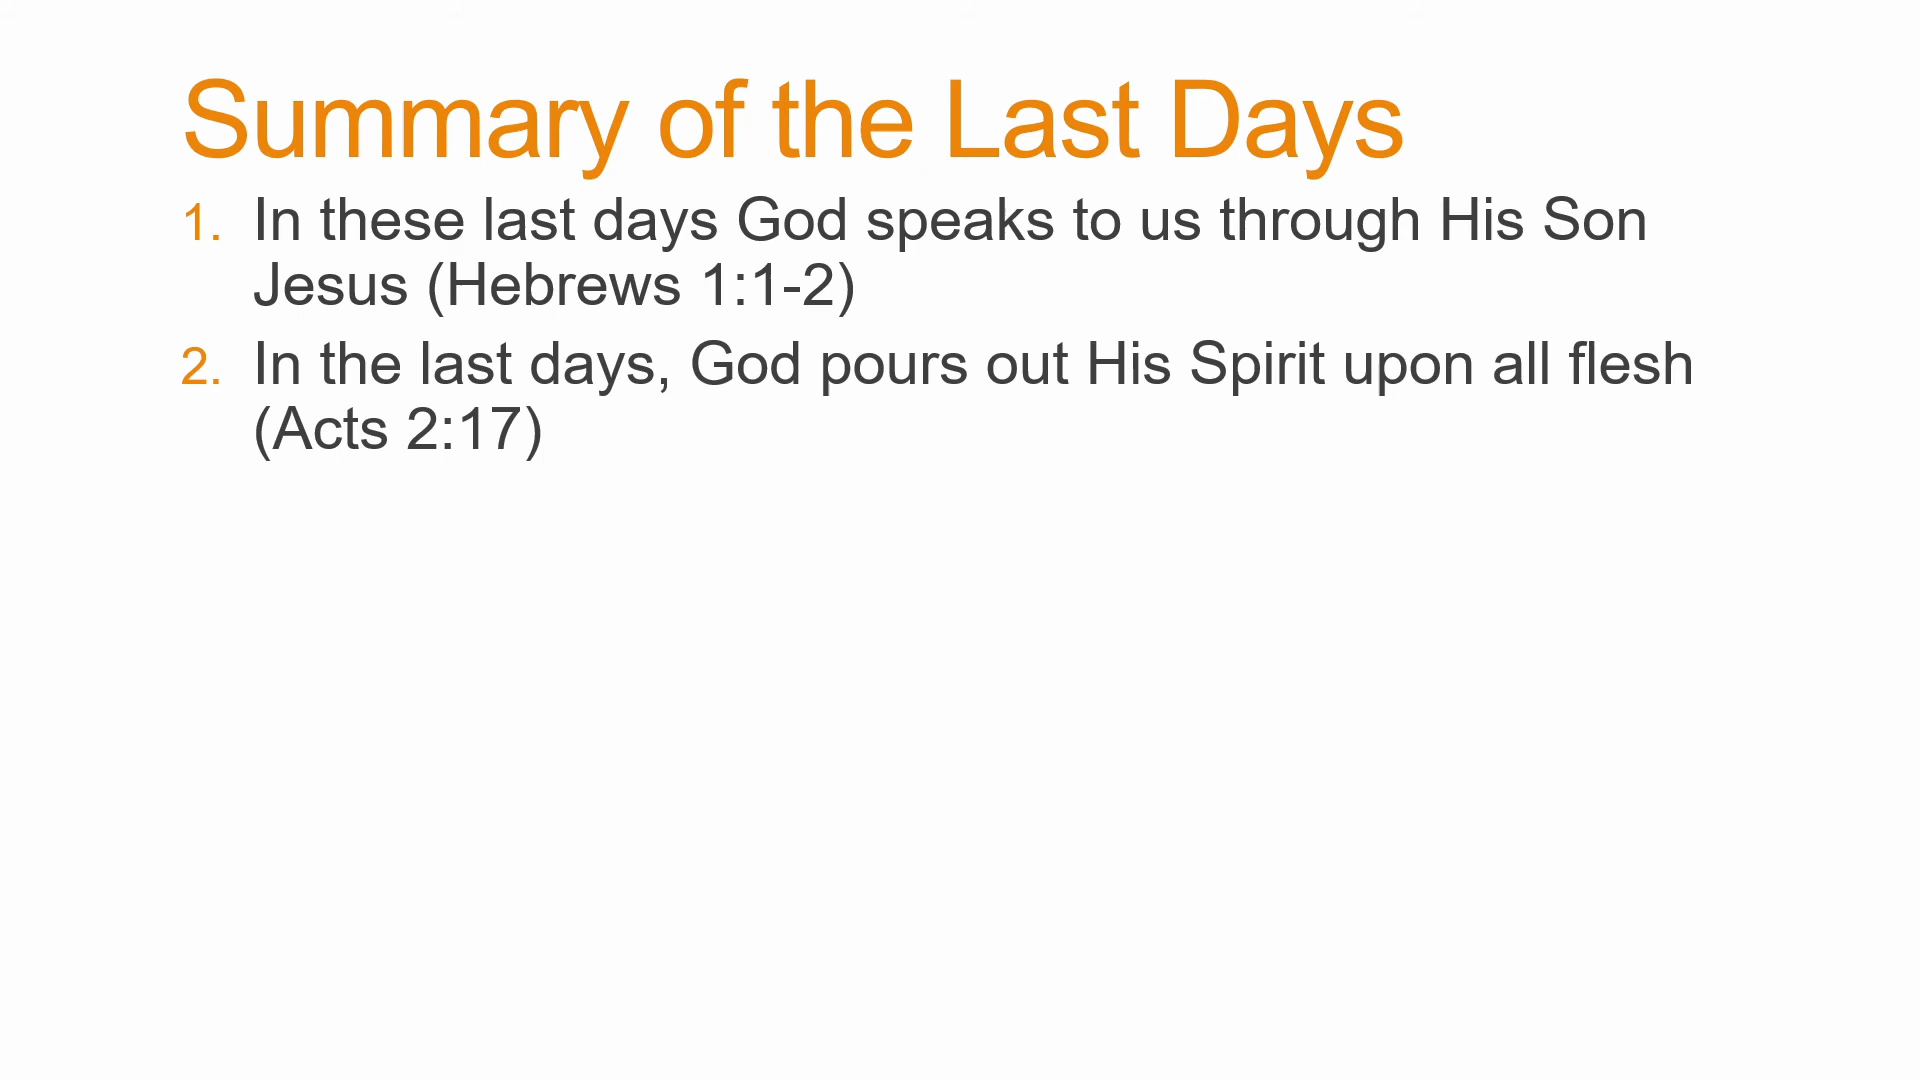 Summary of the Last Days
1. In these last days God speaks to us through His Son
Jesus (Hebrews 1:1-2)
2. In the last days, God pours out His Spirit upon all flesh
(Acts 2:17)